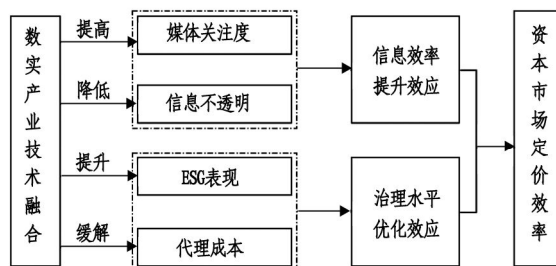 数实产业技术融合
提高
媒体关注度
降低
信息不透明
提升
ESG表现
缓解
代理成本
信息效率
提升效应
治理水平
优化效应
资本市场定价效率